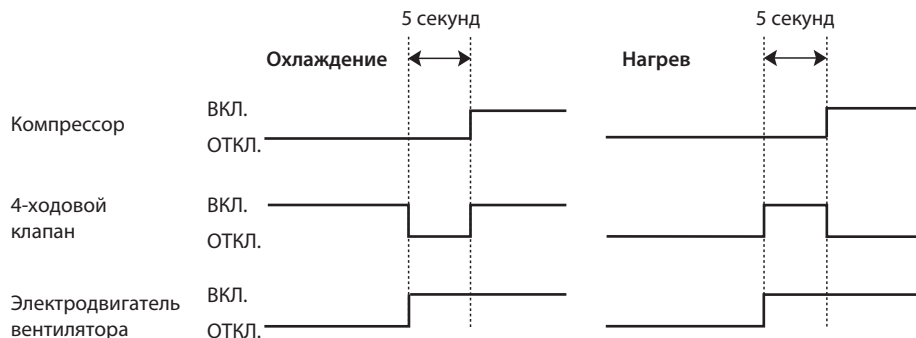 5 секунд 5 секунд
Охлаждение Нагрев
Компрессор
ВКЛ.
ОТКЛ.
4-ходовой
клапан
ВКЛ.
ОТКЛ.
Электродвигатель
вентилятора
ВКЛ.
ОТКЛ.